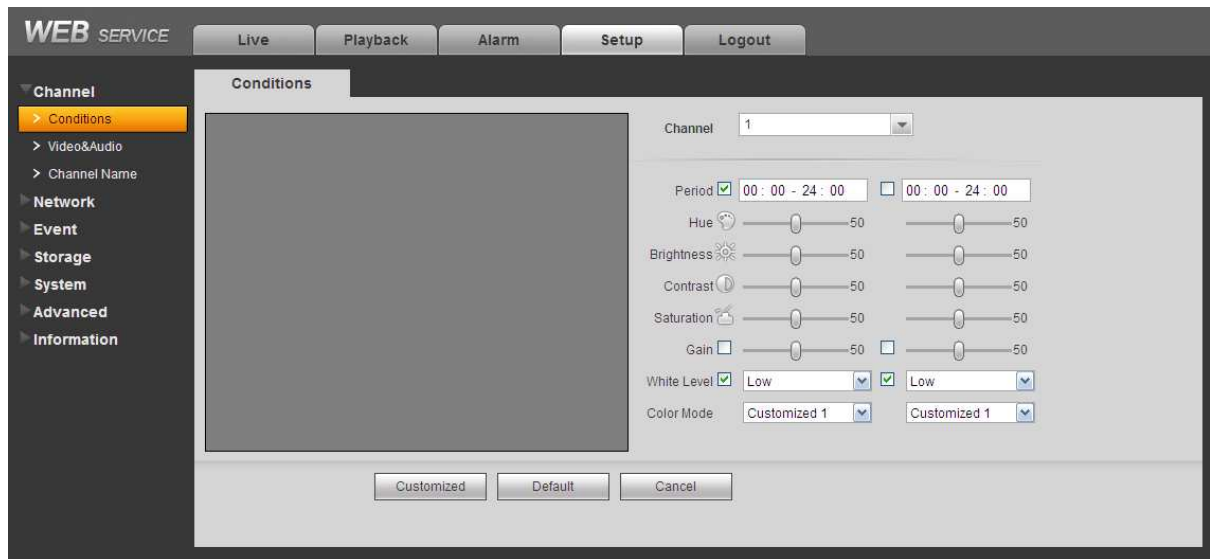 WEB SERVICE
Live
Playback
Alarm
Setup
Logout
Channel
Conditions
Video&Audio
Channel Name
Network
Event
Storage
System
Advanced
Information
Conditions
Channel 1
Period 00 : 00 - 24 : 00 00 : 00 - 24 : 00
Hue 50 50
Brightness 50 50
Contrast 50 50
Saturation 50 50
Gain 50 50
White Level Low Low
Color Mode Customized 1 Customized 1
Customized
Default
Cancel